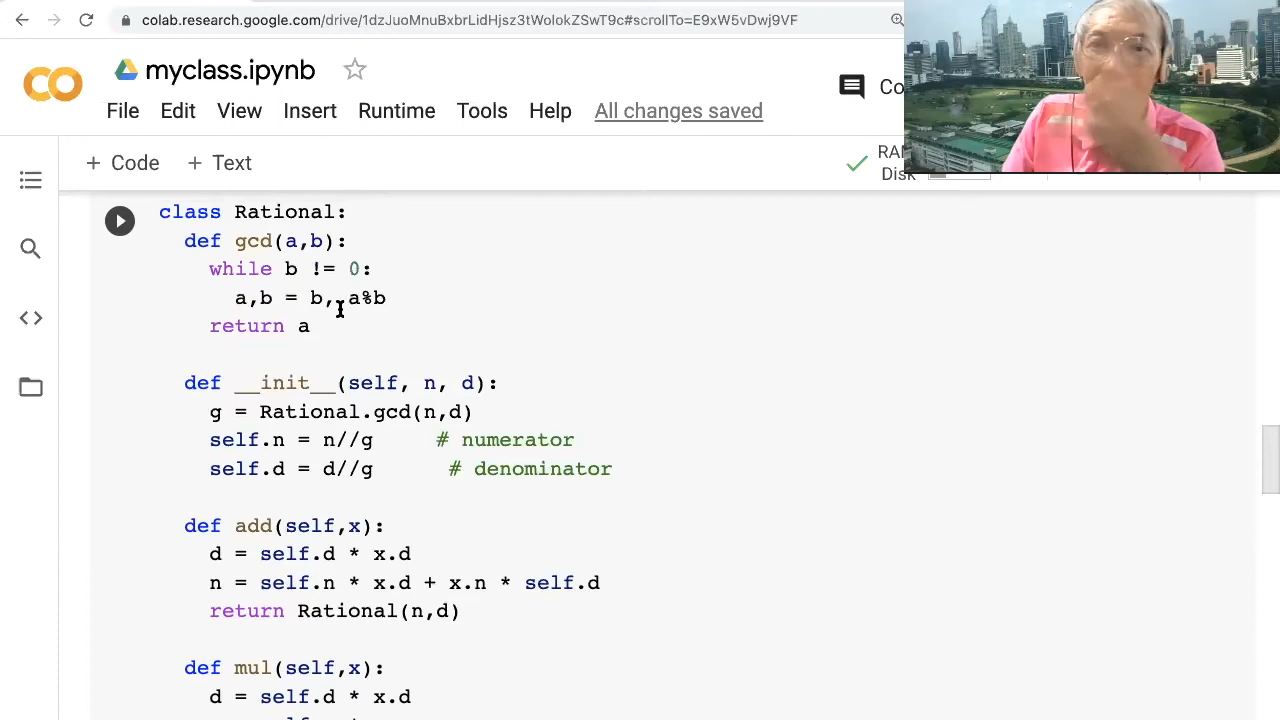 colab.research.google.com/drive/1dzJuoMnuBxbrLidHjsz3tWolokZSwT9c#scrollTo=E9xW5vDwj9VF
myclass.ipynb
File Edit View Insert Runtime Tools Help All changes saved
Co
+ Code + Text
RAM
Disk
class Rational:
def gcd(a,b):
while b != 0:
a,b = b, a%b
return a
def __init__(self, n, d):
g = Rational.gcd(n,d)
self.n = n//g # numerator
self.d = d//g # denominator
def add(self,x):
d = self.d * x.d
n = self.n * x.d + x.n * self.d
return Rational(n,d)
def mul(self,x):
d = self.d * x.d